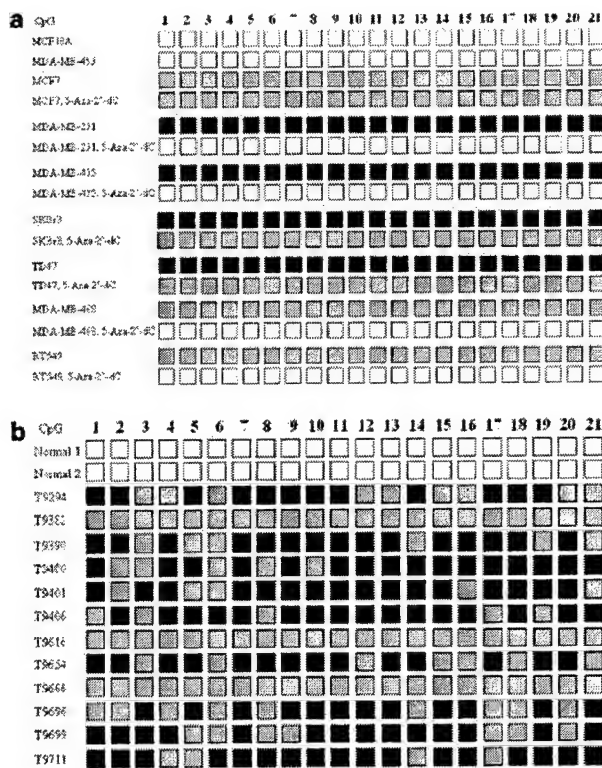 a
CpG 1 2 3 4 5 6 7 8 9 10 11 12 13 14 15 16 17 18 19 20 21
MCF10A
MDA-MB-453
MCF7
MCF7, 5-Aza-2'-dC
MDA-MB-231
MDA-MB-231, 5-Aza-2'-dC
MDA-MB-435
MDA-MB-435, 5-Aza-2'-dC
SKBr3
SKBr3, 5-Aza-2'-dC
TD47
TD47, 5-Aza-2'-dC
MDA-MB-468
MDA-MB-468, 5-Aza-2'-dC
BT549
BT549, 5-Aza-2'-dC
b
CpG 1 2 3 4 5 6 7 8 9 10 11 12 13 14 15 16 17 18 19 20 21
Normal 1
Normal 2
T9294
T9382
T9390
T9400
T9401
T9406
T9616
T9654
T9668
T9696
T9699
T9711